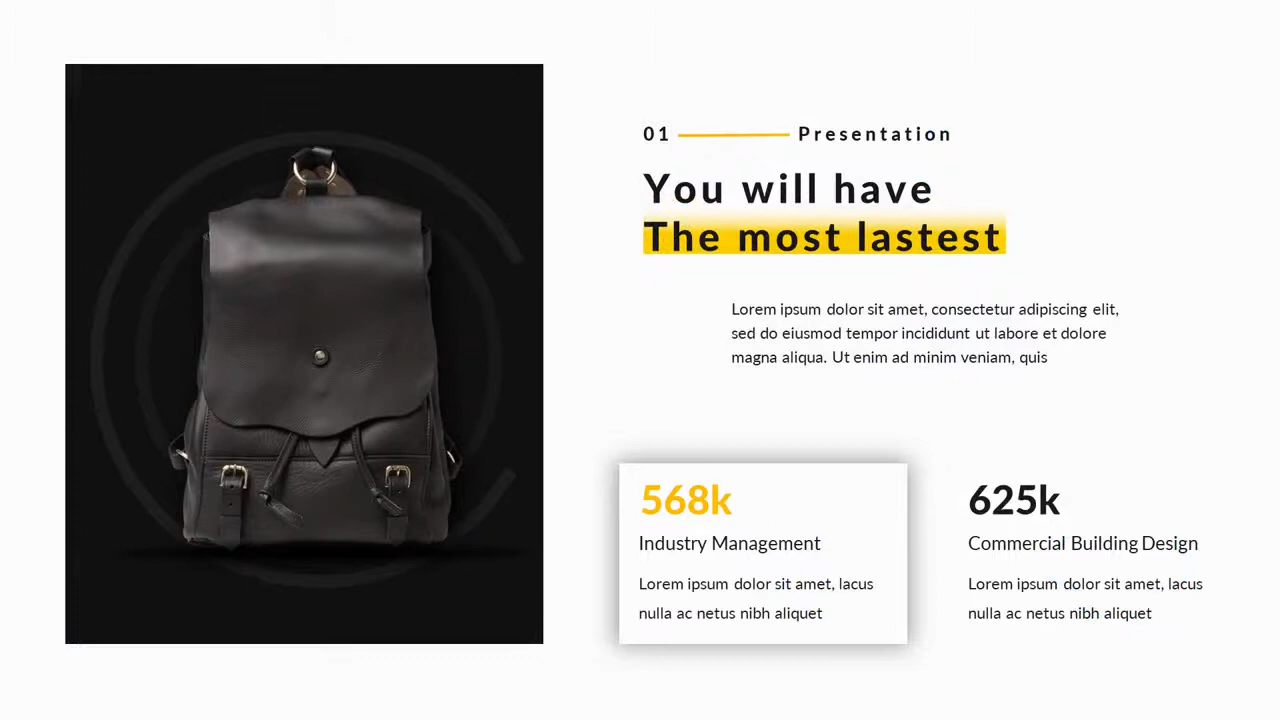 01 Presentation
You will have
The most lastest
Lorem ipsum dolor sit amet, consectetur adipiscing elit,
sed do eiusmod tempor incididunt ut labore et dolore
magna aliqua. Ut enim ad minim veniam, quis
568k
Industry Management
Lorem ipsum dolor sit amet, lacus
nulla ac netus nibh aliquet
625k
Commercial Building Design
Lorem ipsum dolor sit amet, lacus
nulla ac netus nibh aliquet